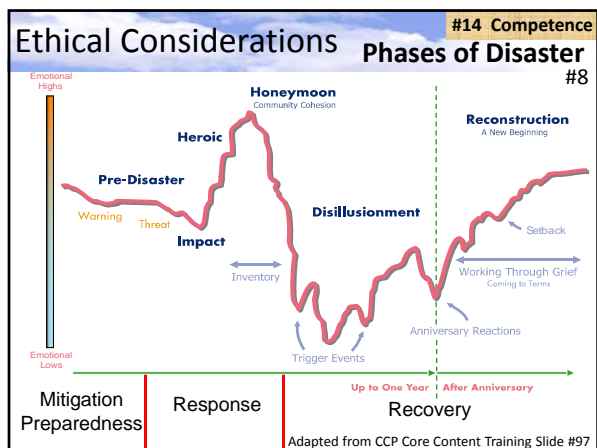 Ethical Considerations
#14 Competence
Phases of Disaster
#8
Emotional
Highs
Honeymoon
Community Cohesion
Reconstruction
A New Beginning
Heroic
Pre-Disaster
Disillusionment
Warning
Threat
Setback
Impact
Inventory
Working Through Grief
Coming to Terms
Anniversary Reactions
Trigger Events
Emotional
Lows
Up to One Year
After Anniversary
Mitigation
Preparedness
Response
Recovery
Adapted from CCP Core Content Training Slide #97